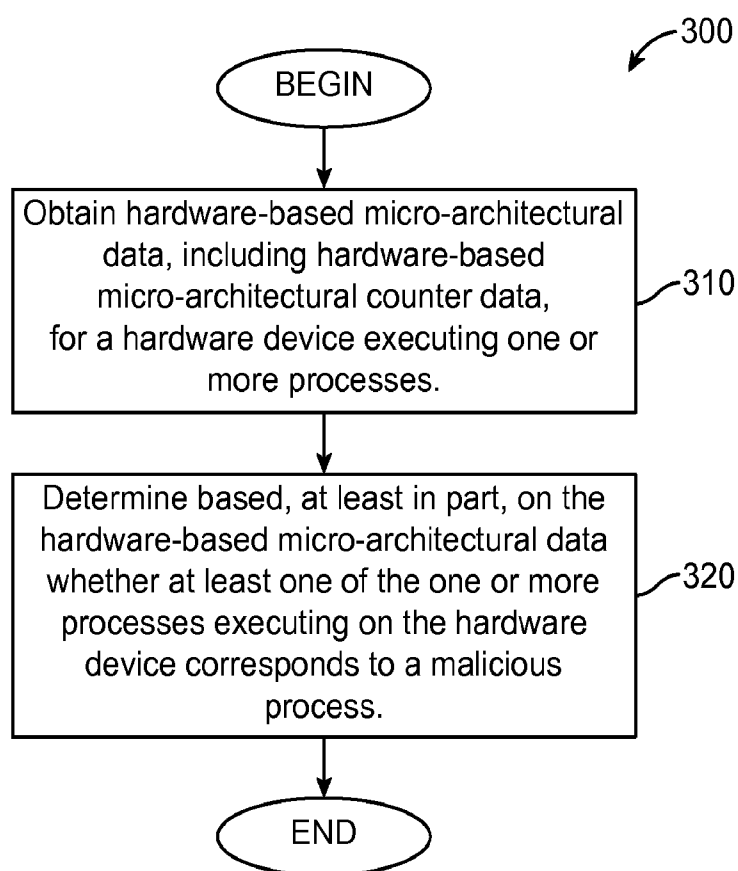 300
BEGIN
Obtain hardware-based micro-architectural
data, including hardware-based
micro-architectural counter data,
for a hardware device executing one or
more processes.
310
Determine based, at least in part, on the
hardware-based micro-architectural data
whether at least one of the one or more
processes executing on the hardware
device corresponds to a malicious
process.
320
END